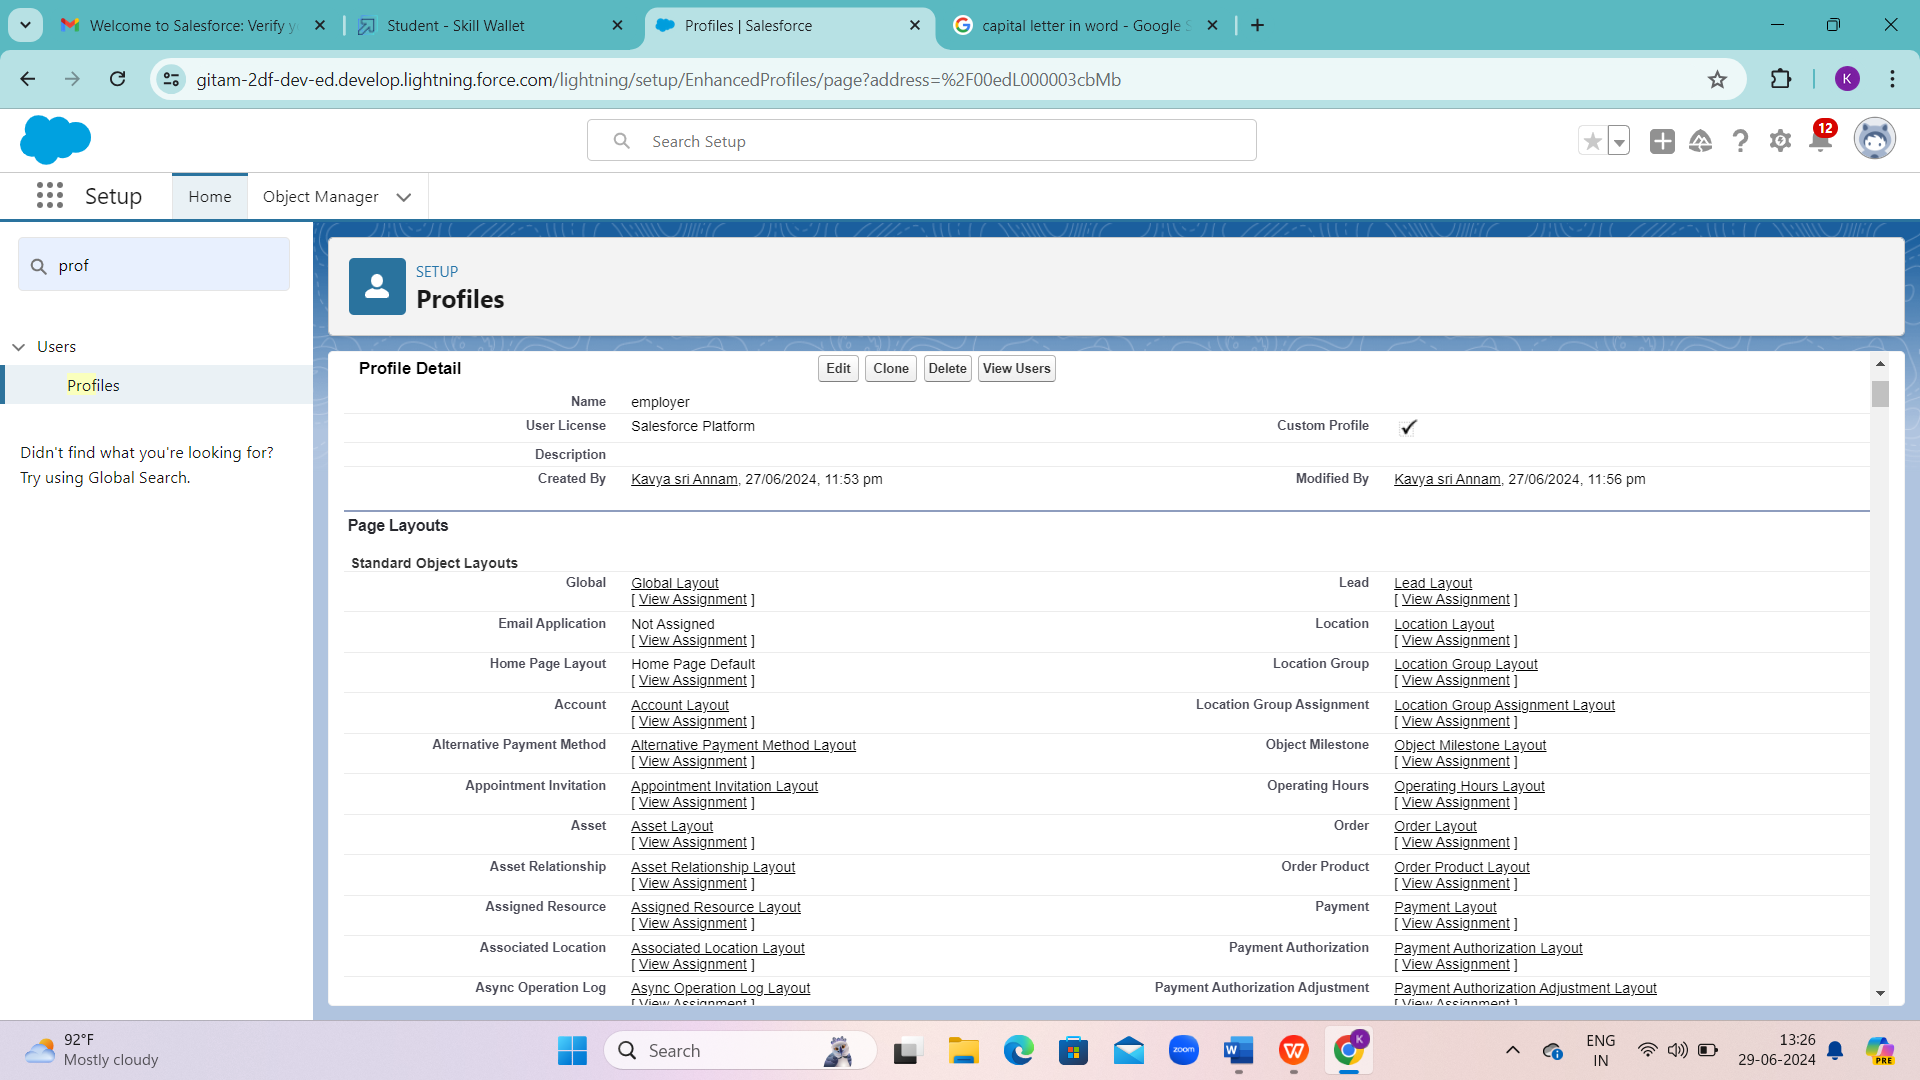 Welcome to Salesforce: Verify y
Student - Skill Wallet
Profiles | Salesforce
capital letter in word - Google S
gitam-2df-dev-ed.develop.lightning.force.com/lightning/setup/EnhancedProfiles/page?address=%2F00edL000003cbMb
K
Search Setup
12
Setup
Home
Object Manager
prof
Users
Profiles
Didn't find what you're looking for?
Try using Global Search.
SETUP
Profiles
Profile Detail
Edit
Clone
Delete
View Users
Name
employer
User License
Salesforce Platform
Custom Profile
Description
Created By
Kavya sri Annam, 27/06/2024, 11:53 pm
Modified By
Kavya sri Annam, 27/06/2024, 11:56 pm
Page Layouts
Standard Object Layouts
Global
Global Layout
[ View Assignment ]
Lead
Lead Layout
[ View Assignment ]
Email Application
Not Assigned
[ View Assignment ]
Location
Location Layout
[ View Assignment ]
Home Page Layout
Home Page Default
[ View Assignment ]
Location Group
Location Group Layout
[ View Assignment ]
Account
Account Layout
[ View Assignment ]
Location Group Assignment
Location Group Assignment Layout
[ View Assignment ]
Alternative Payment Method
Alternative Payment Method Layout
[ View Assignment ]
Object Milestone
Object Milestone Layout
[ View Assignment ]
Appointment Invitation
Appointment Invitation Layout
[ View Assignment ]
Operating Hours
Operating Hours Layout
[ View Assignment ]
Asset
Asset Layout
[ View Assignment ]
Order
Order Layout
[ View Assignment ]
Asset Relationship
Asset Relationship Layout
[ View Assignment ]
Order Product
Order Product Layout
[ View Assignment ]
Assigned Resource
Assigned Resource Layout
[ View Assignment ]
Payment
Payment Layout
[ View Assignment ]
Associated Location
Associated Location Layout
[ View Assignment ]
Payment Authorization
Payment Authorization Layout
[ View Assignment ]
Async Operation Log
Async Operation Log Layout
[ View Assignment ]
Payment Authorization Adjustment
Payment Authorization Adjustment Layout
[ View Assignment ]
92°F
Mostly cloudy
Search
zoom
W
W
K
ENG
IN
13:26
29-06-2024
PRE